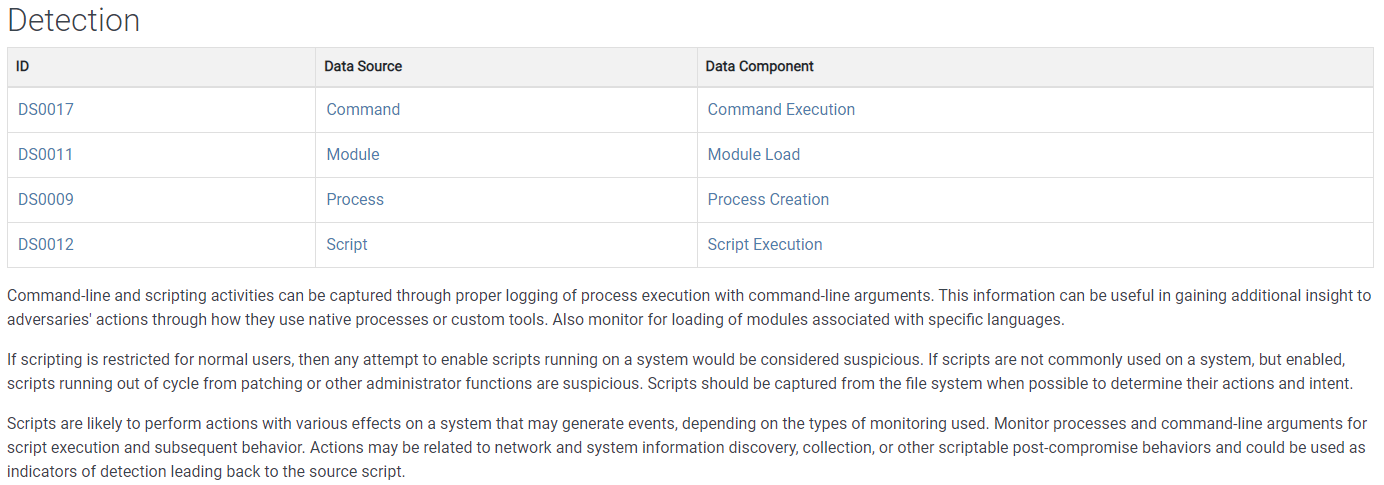 Detection
ID Data Source Data Component
DS0017 Command Command Execution
DS0011 Module Module Load
DS0009 Process Process Creation
DS0012 Script Script Execution
Command-line and scripting activities can be captured through proper logging of process execution with command-line arguments. This information can be useful in gaining additional insight to
adversaries' actions through how they use native processes or custom tools. Also monitor for loading of modules associated with specific languages.
If scripting is restricted for normal users, then any attempt to enable scripts running on a system would be considered suspicious. If scripts are not commonly used on a system, but enabled,
scripts running out of cycle from patching or other administrator functions are suspicious. Scripts should be captured from the file system when possible to determine their actions and intent.
Scripts are likely to perform actions with various effects on a system that may generate events, depending on the types of monitoring used. Monitor processes and command-line arguments for
script execution and subsequent behavior. Actions may be related to network and system information discovery, collection, or other scriptable post-compromise behaviors and could be used as
indicators of detection leading back to the source script.